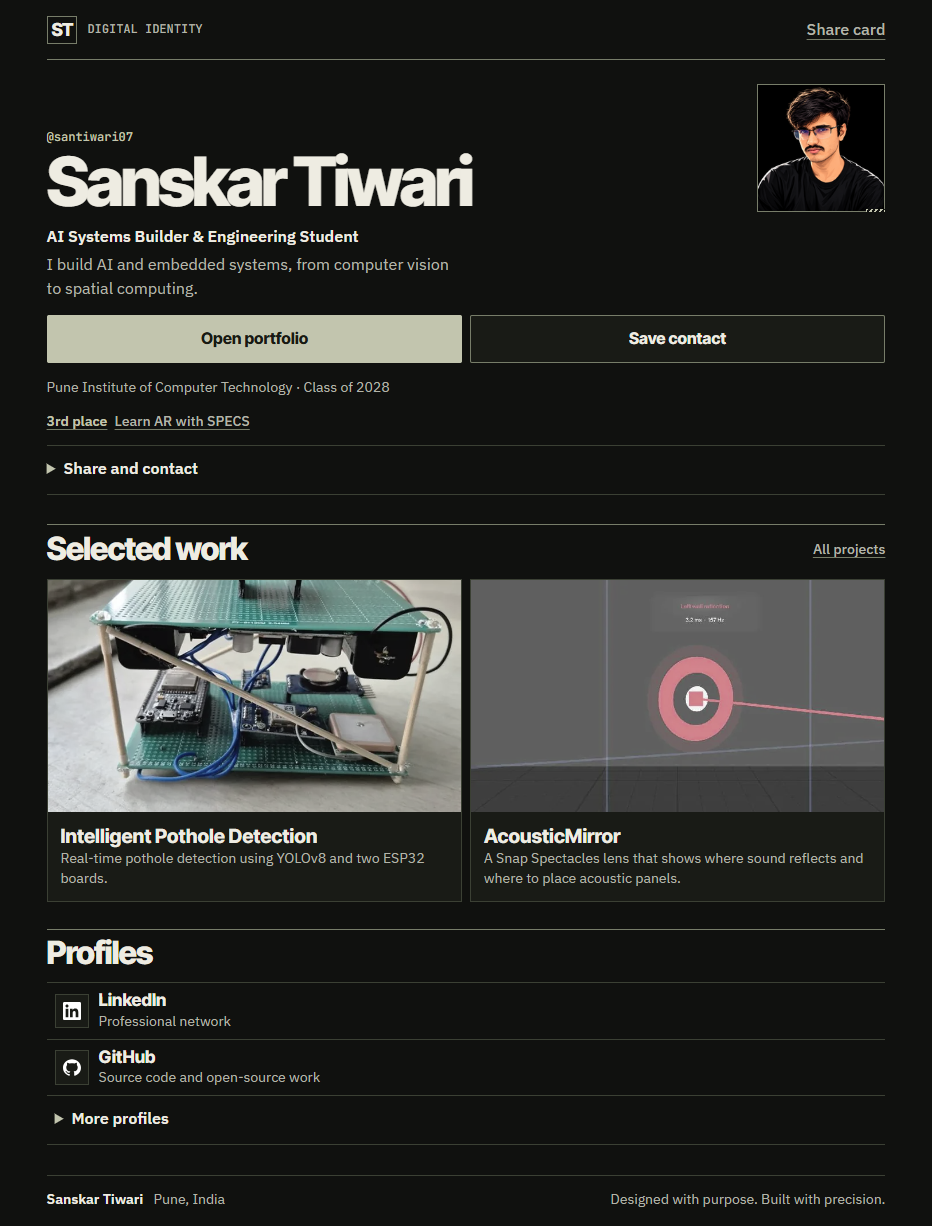 ST DIGITAL IDENTITY
Share card
@santiwari07
Sanskar Tiwari
AI Systems Builder & Engineering Student
I build AI and embedded systems, from computer vision
to spatial computing.
Open portfolio
Save contact
Pune Institute of Computer Technology · Class of 2028
3rd place Learn AR with SPECS
Share and contact
Selected work
All projects
3.2 ms · 187 Hz
Intelligent Pothole Detection
Real-time pothole detection using YOLOv8 and two ESP32
boards.
AcousticMirror
A Snap Spectacles lens that shows where sound reflects and
where to place acoustic panels.
Profiles
LinkedIn
Professional network
GitHub
Source code and open-source work
More profiles
Sanskar Tiwari Pune, India
Designed with purpose. Built with precision.